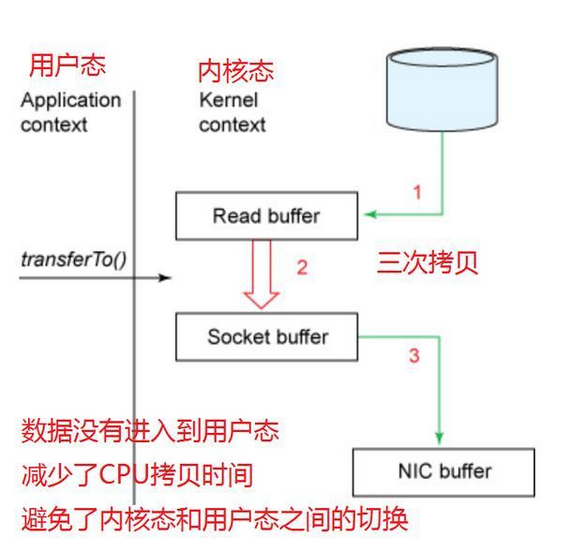 用户态
内核态
Application
context
Kernel
context
1
Read buffer
transferTo()
2
三次拷贝
Socket buffer
3
数据没有进入到用户态
减少了CPU拷贝时间
NIC buffer
避免了内核态和用户态之间的切换